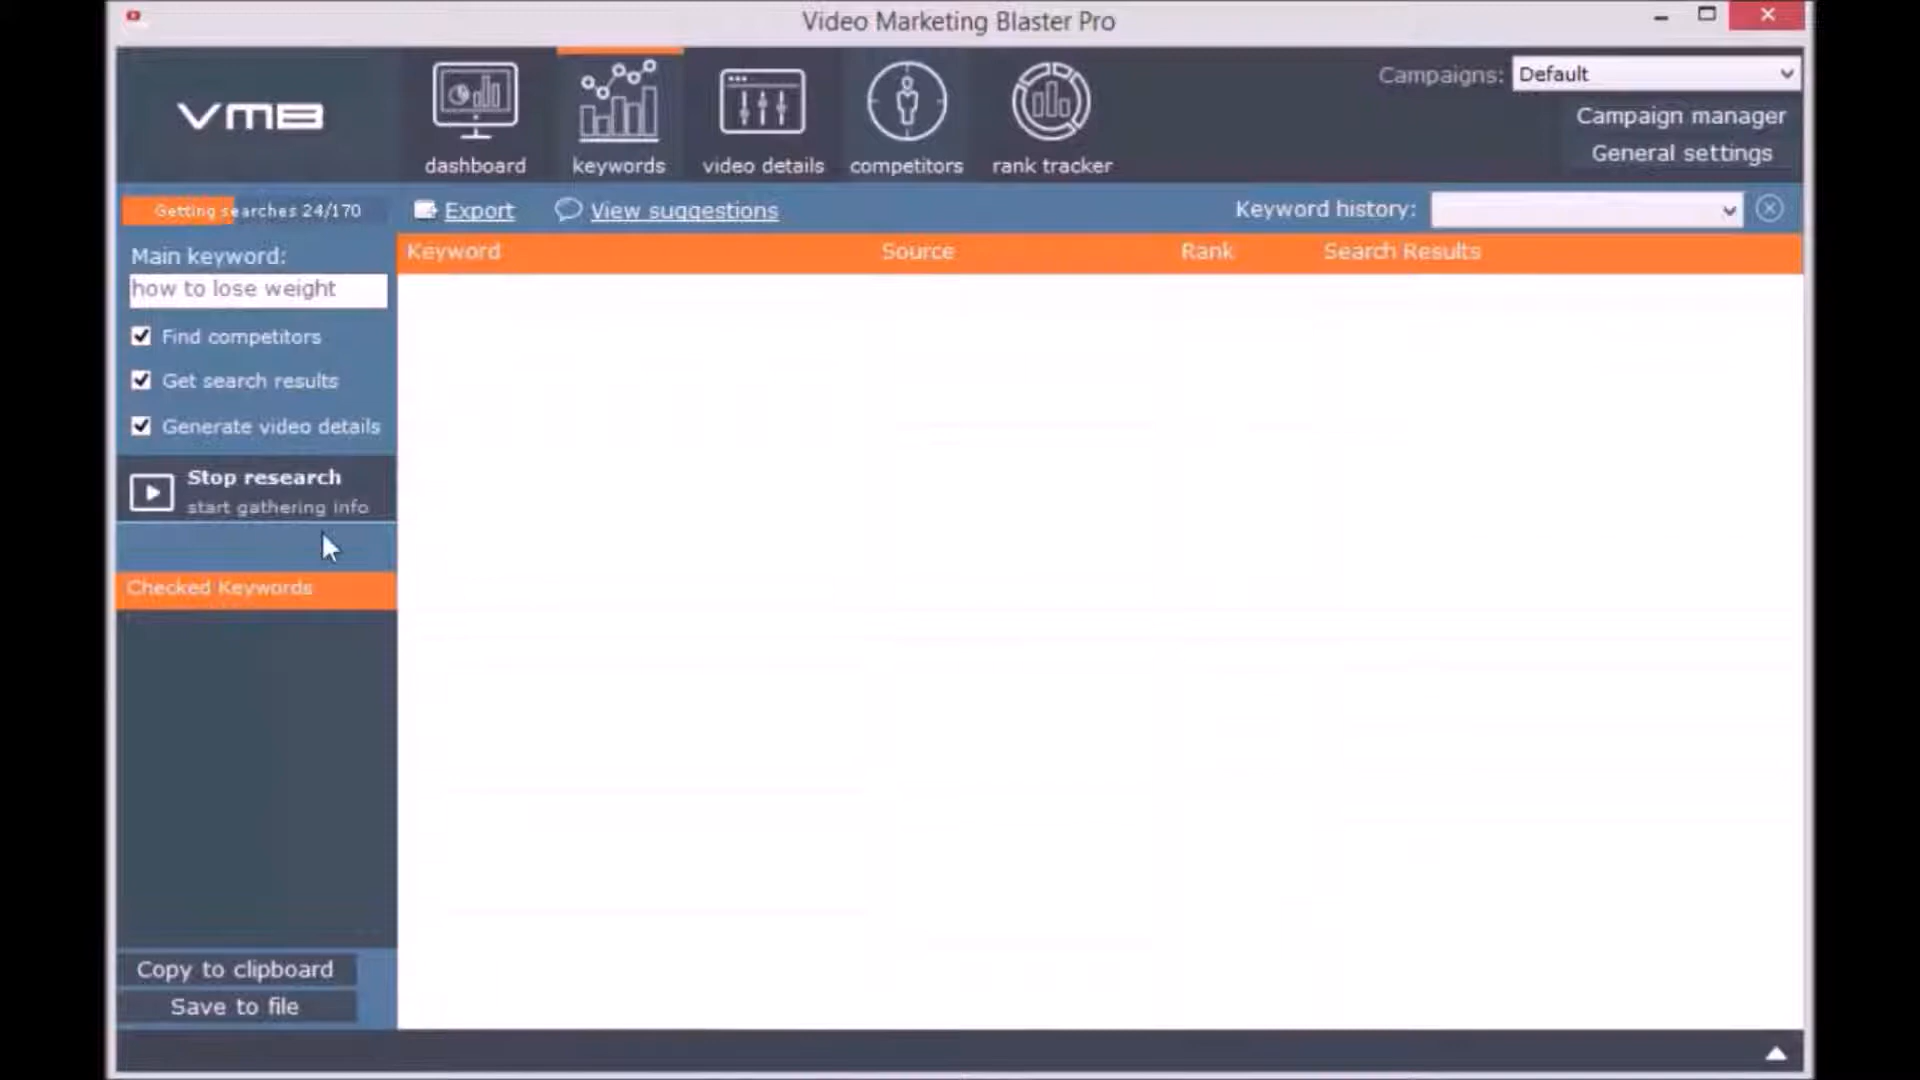 Video Marketing Blaster Pro
VMB
dashboard
keywords
video details
competitors
rank tracker
Campaigns: Default
Campaign manager
General settings
Getting searches 24/170
Export
View suggestions
Keyword history:
Main keyword:
how to lose weight
Find competitors
Get search results
Generate video details
Stop research
start gathering info
Checked Keywords
Copy to clipboard
Save to file
Keyword Source Rank Search Results